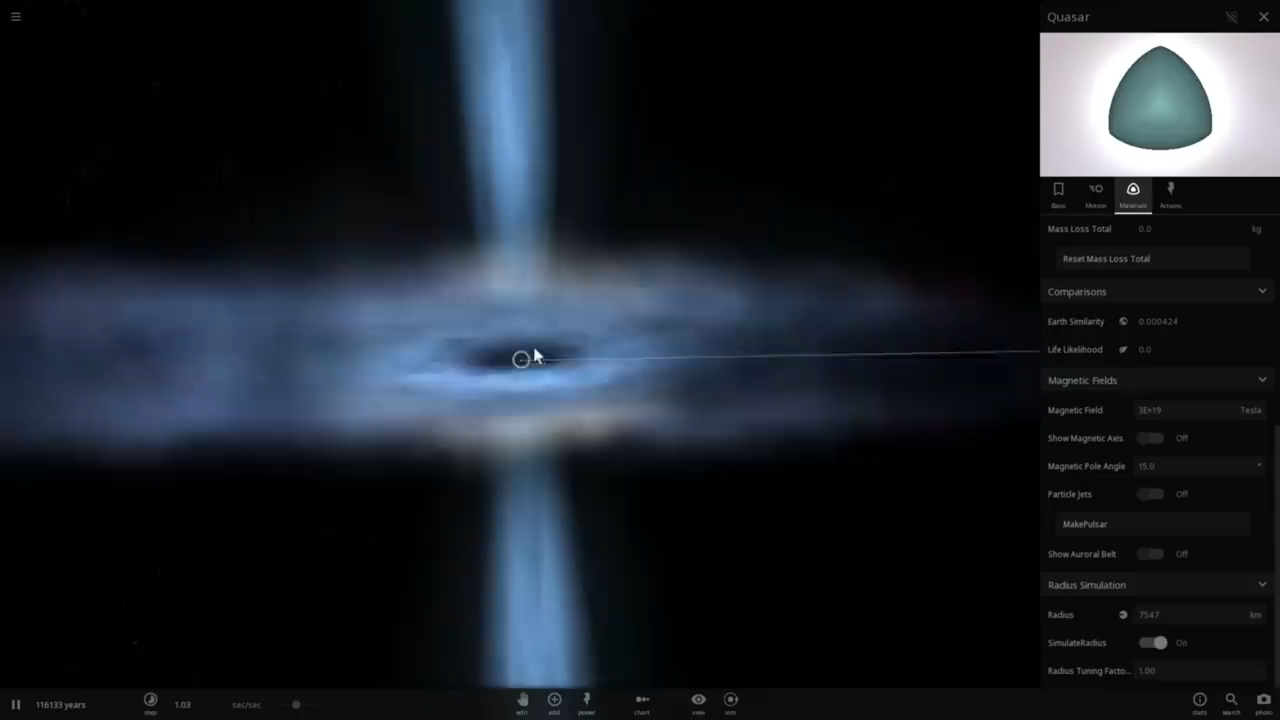 Quasar
Basic Motion Materials Actions
Mass Loss Total 0.0 kg
Reset Mass Loss Total
Comparisons
Earth Similarity 0.000424
Life Likelihood 0.0
Magnetic Fields
Magnetic Field 3E+19 Tesla
Show Magnetic Axis Off
Magnetic Pole Angle 15.0 °
Particle Jets Off
MakePulsar
Show Auroral Belt Off
Radius Simulation
Radius 7547 km
SimulateRadius On
Radius Tuning Facto... 1.00
116133 years step 1.03 sec/sec edit add power chart view sim stats search photo